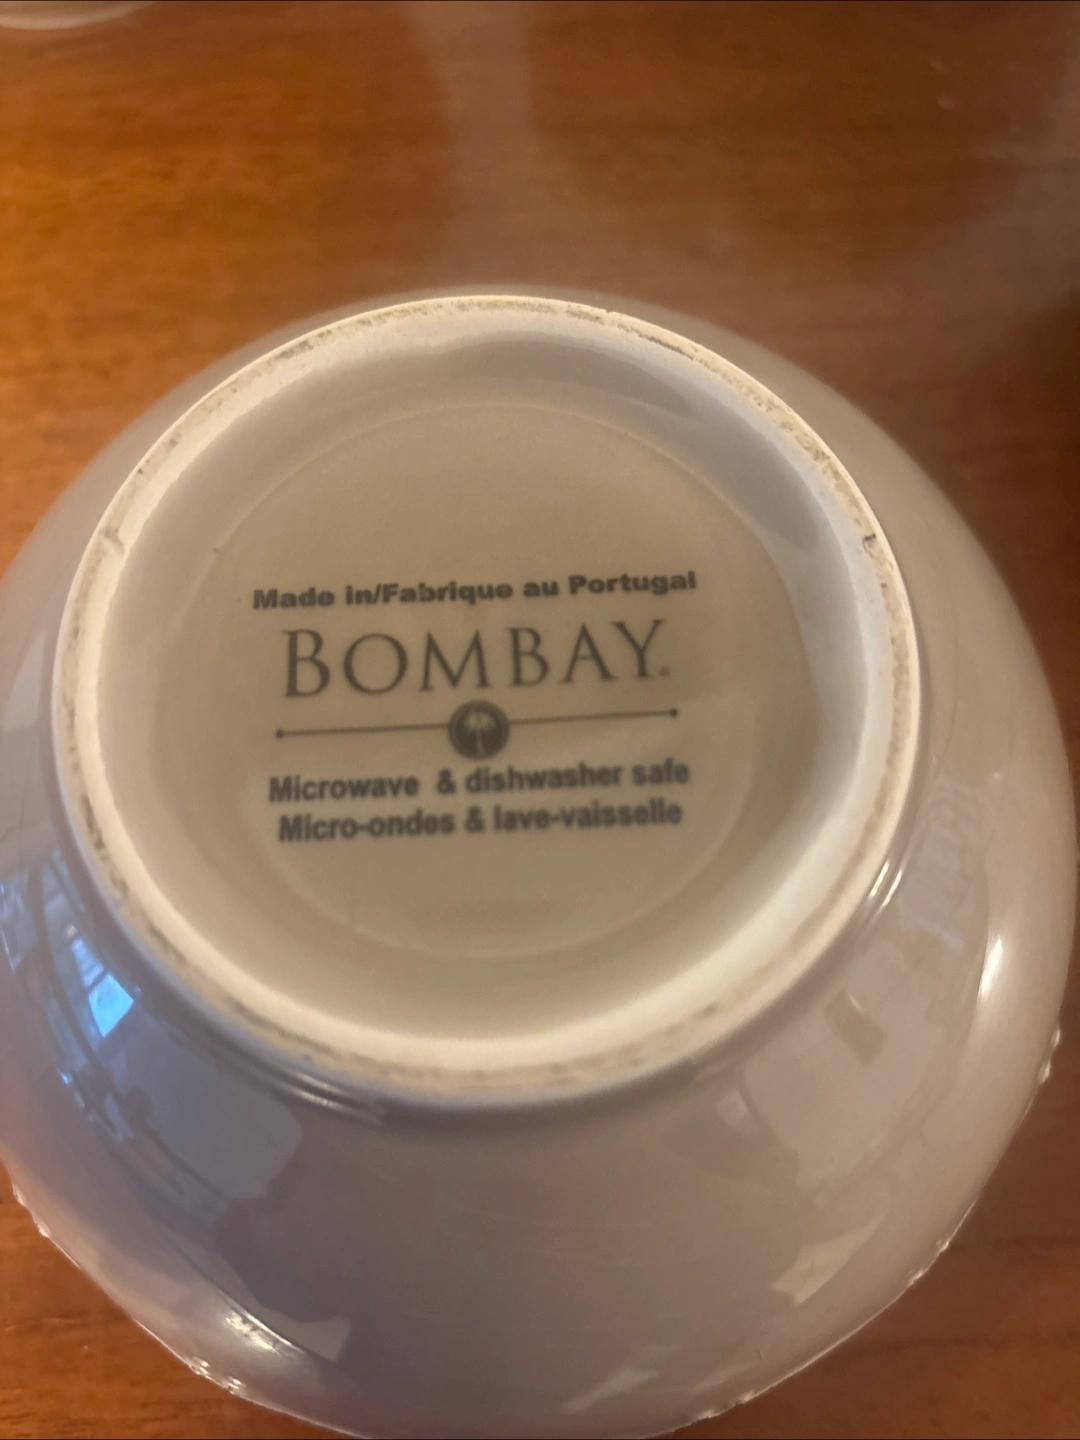 Made in/Fabrique au Portugal
BOMBAY.
Microwave & dishwasher safe
Micro-ondes & lave-vaisselle